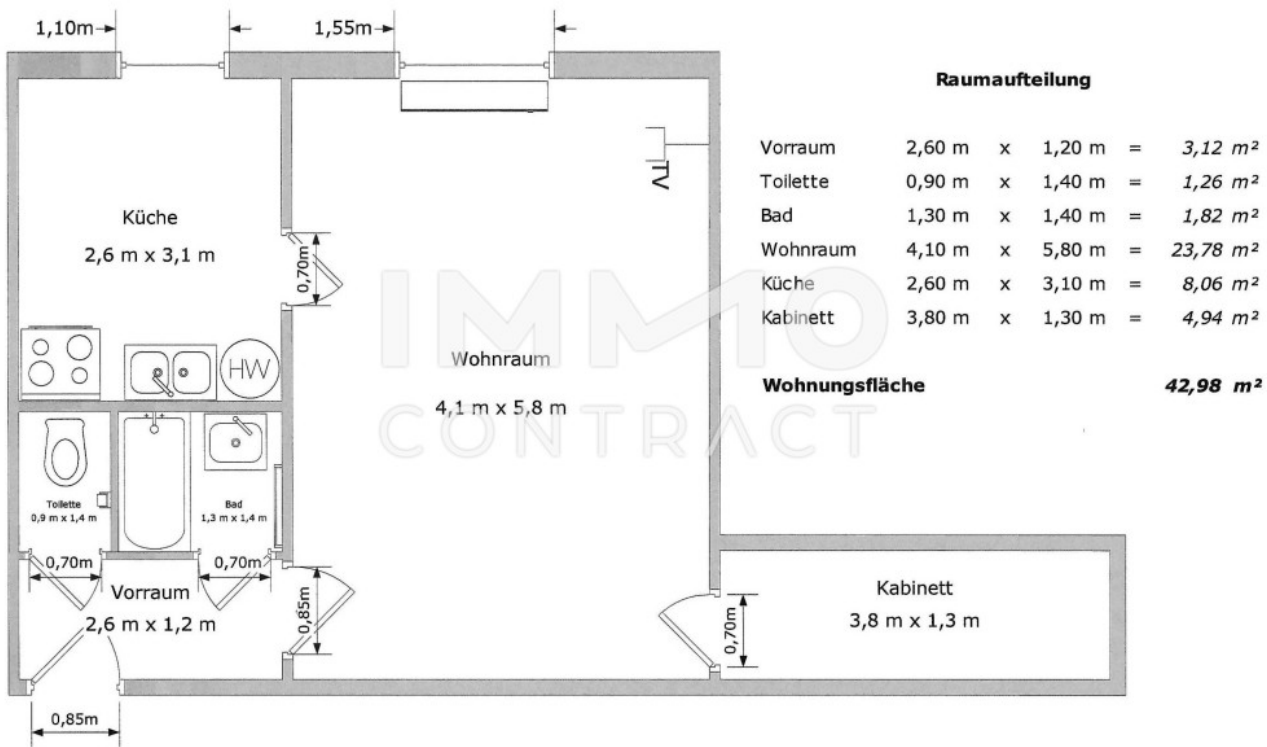 1,10m
1,55m
Raumaufteilung
Vorraum 2,60 m x 1,20 m = 3,12 m²
Toilette 0,90 m x 1,40 m = 1,26 m²
Bad 1,30 m x 1,40 m = 1,82 m²
Wohnraum 4,10 m x 5,80 m = 23,78 m²
Küche 2,60 m x 3,10 m = 8,06 m²
Kabinett 3,80 m x 1,30 m = 4,94 m²
Wohnungsfläche 42,98 m²
TV
Küche
2,6 m x 3,1 m
0,70m
HW
IMMO
CONTRACT
Wohnraum
4,1 m x 5,8 m
Toilette
0,9 m x 1,4 m
Bad
1,3 m x 1,4 m
0,70m
0,70m
Vorraum
2,6 m x 1,2 m
0,85m
0,70m
Kabinett
3,8 m x 1,3 m
0,85m